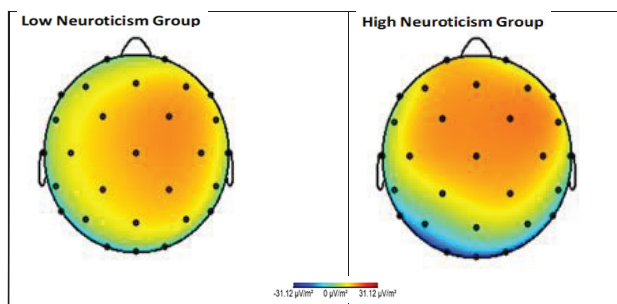 Low Neuroticism Group
High Neuroticism Group
-31.12 µV/m² 0 µV/m² 31.12 µV/m²